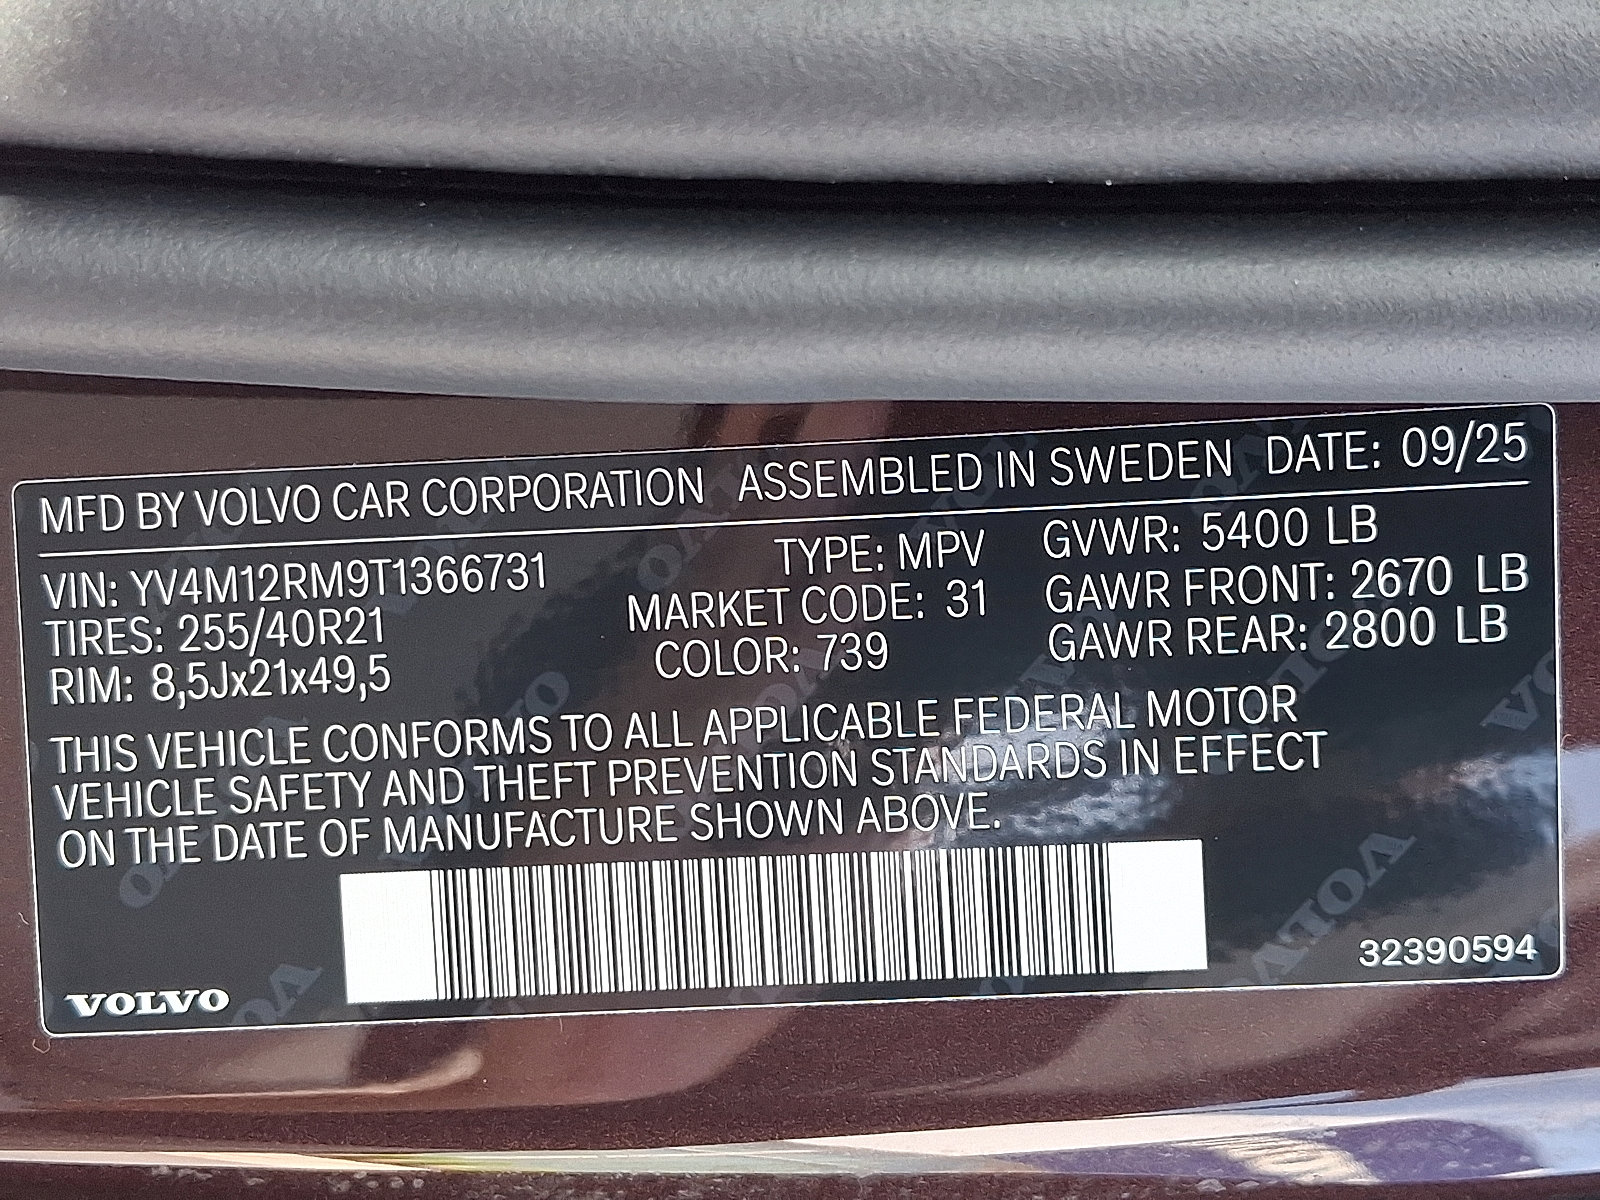 MFD BY VOLVO CAR CORPORATION ASSEMBLED IN SWEDEN DATE: 09/25
VIN: YV4M12RM9T1366731 TYPE: MPV GVWR: 5400 LB
TIRES: 255/40R21 MARKET CODE: 31 GAWR FRONT: 2670 LB
RIM: 8,5Jx21x49,5 COLOR: 739 GAWR REAR: 2800 LB
THIS VEHICLE CONFORMS TO ALL APPLICABLE FEDERAL MOTOR
VEHICLE SAFETY AND THEFT PREVENTION STANDARDS IN EFFECT
ON THE DATE OF MANUFACTURE SHOWN ABOVE.
VOLVO 32390594